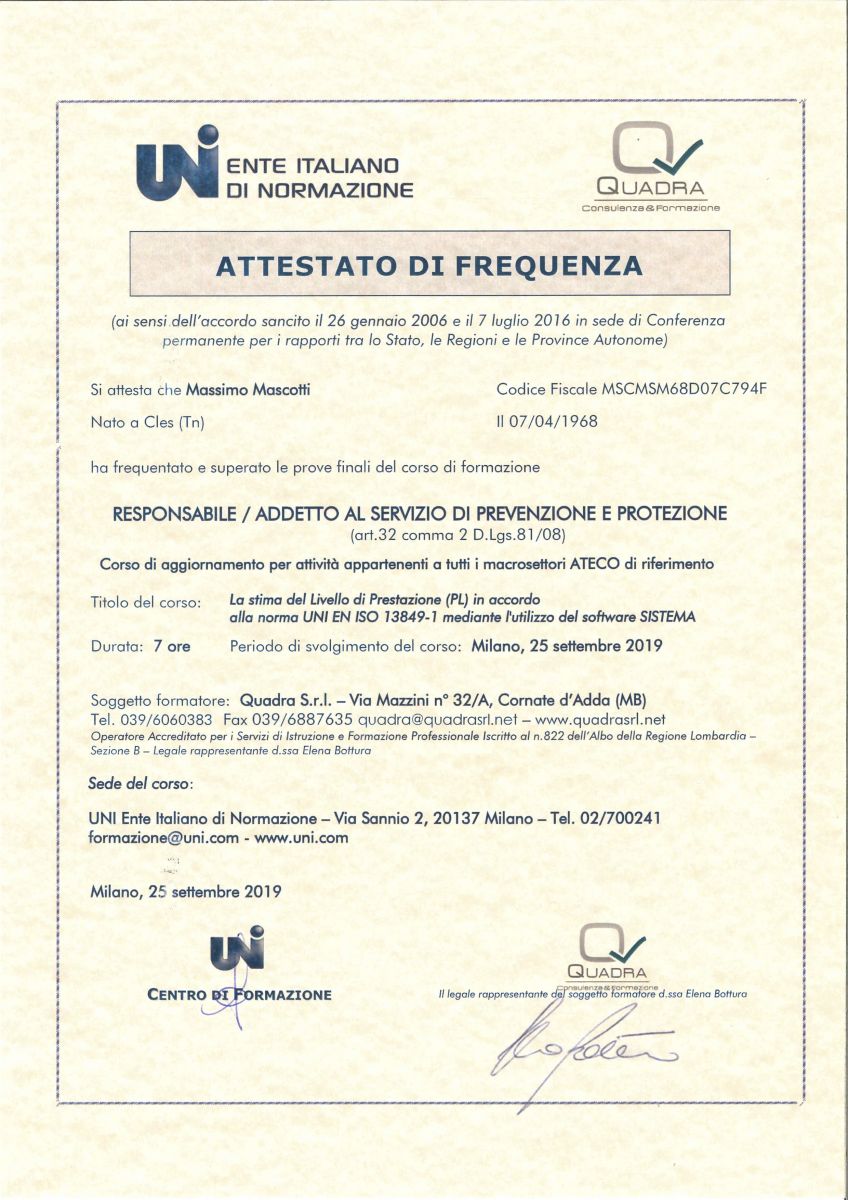 UNI ENTE ITALIANO
DI NORMAZIONE
QUADRA
Consulenza & Formazione
ATTESTATO DI FREQUENZA
(ai sensi dell'accordo sancito il 26 gennaio 2006 e il 7 luglio 2016 in sede di Conferenza
permanente per i rapporti tra lo Stato, le Regioni e le Province Autonome)
Si attesta che Massimo Mascotti Codice Fiscale MSCMSM68D07C794F
Nato a Cles (Tn) Il 07/04/1968
ha frequentato e superato le prove finali del corso di formazione
RESPONSABILE / ADDETTO AL SERVIZIO DI PREVENZIONE E PROTEZIONE
(art.32 comma 2 D.Lgs.81/08)
Corso di aggiornamento per attività appartenenti a tutti i macrosettori ATECO di riferimento
Titolo del corso: La stima del Livello di Prestazione (PL) in accordo
alla norma UNI EN ISO 13849-1 mediante l'utilizzo del software SISTEMA
Durata: 7 ore Periodo di svolgimento del corso: Milano, 25 settembre 2019
Soggetto formatore: Quadra S.r.l. – Via Mazzini n° 32/A, Cornate d'Adda (MB)
Tel. 039/6060383 Fax 039/6887635 quadra@quadrasrl.net – www.quadrasrl.net
Operatore Accreditato per i Servizi di Istruzione e Formazione Professionale Iscritto al n.822 dell'Albo della Regione Lombardia –
Sezione B – Legale rappresentante d.ssa Elena Bottura
Sede del corso:
UNI Ente Italiano di Normazione – Via Sannio 2, 20137 Milano – Tel. 02/700241
formazione@uni.com - www.uni.com
Milano, 25 settembre 2019
UNI
CENTRO DI FORMAZIONE
QUADRA
Consulenza & Formazione
Il legale rappresentante del soggetto formatore d.ssa Elena Bottura